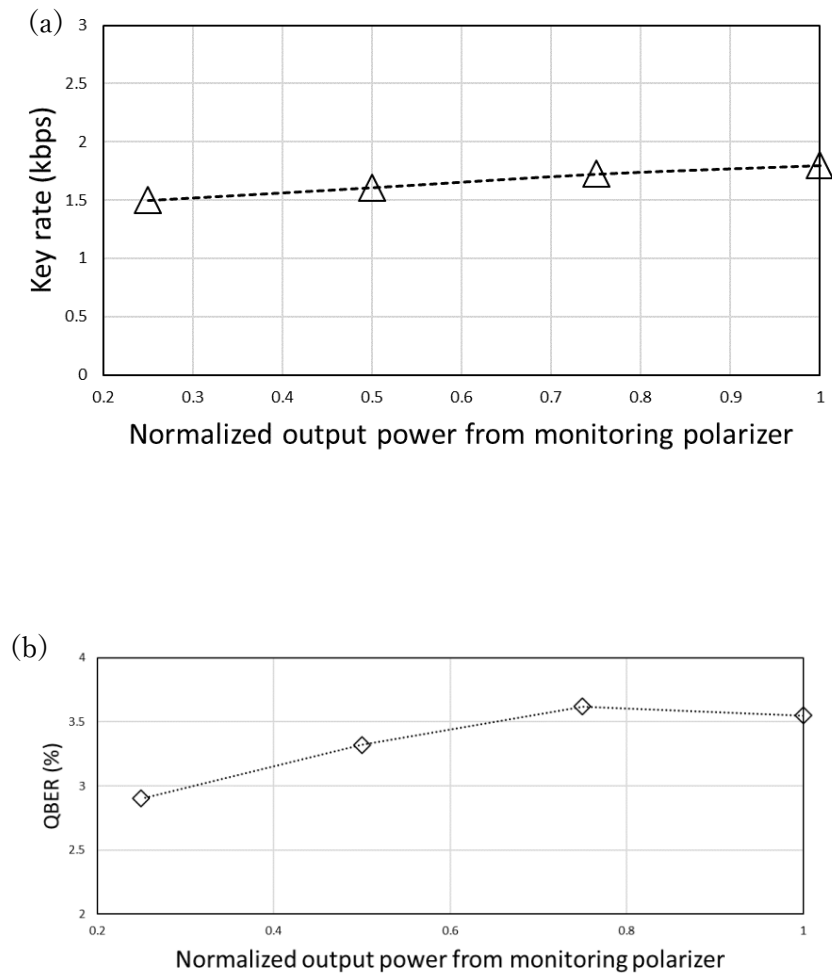 (a)
3
2.5
2
1.5
1
0.5
0
Key rate (kbps)
0.2 0.3 0.4 0.5 0.6 0.7 0.8 0.9 1
Normalized output power from monitoring polarizer
(b)
4
3.5
3
2.5
2
QBER (%)
0.2 0.4 0.6 0.8 1
Normalized output power from monitoring polarizer